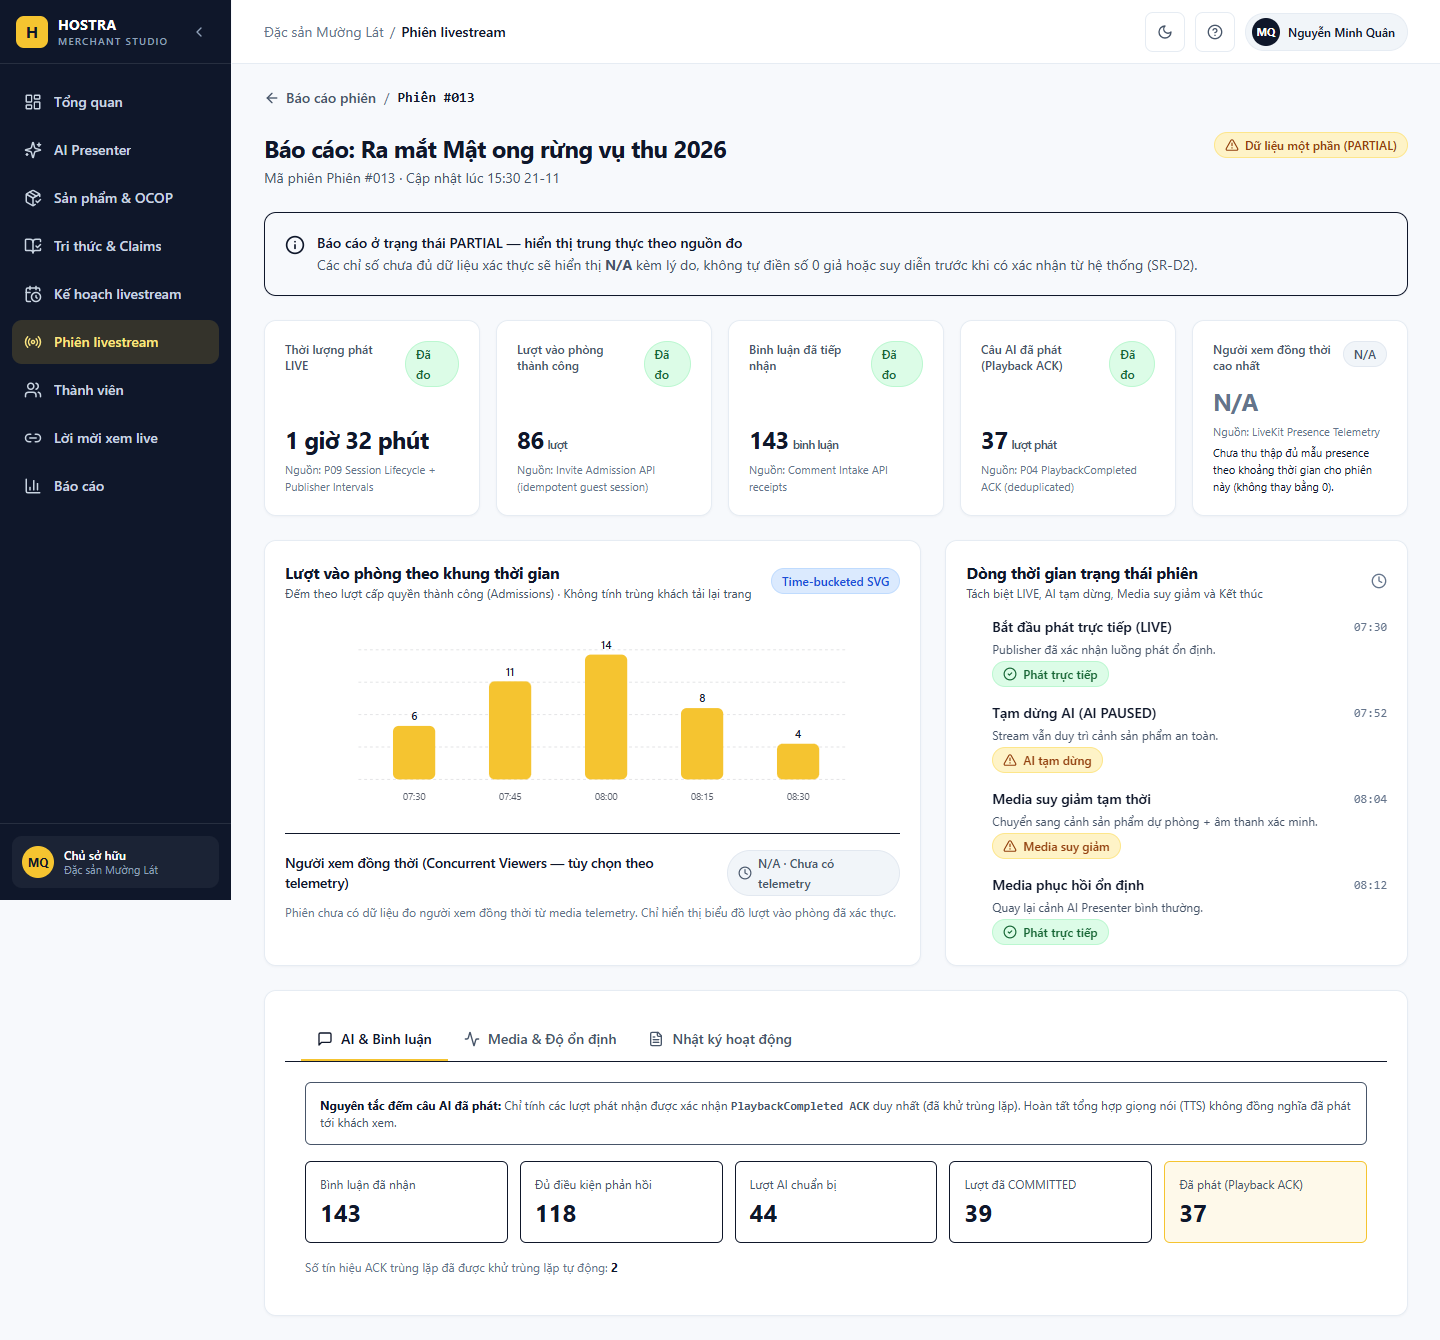 H
HOSTRA
MERCHANT STUDIO
Tổng quan
AI Presenter
Sản phẩm & OCOP
Tri thức & Claims
Kế hoạch livestream
Phiên livestream
Thành viên
Lời mời xem live
Báo cáo
MQ
Chủ sở hữu
Đặc sản Mường Lát
Đặc sản Mường Lát / Phiên livestream
MQ Nguyễn Minh Quân
Báo cáo phiên / Phiên #013
Báo cáo: Ra mắt Mật ong rừng vụ thu 2026
Mã phiên Phiên #013 · Cập nhật lúc 15:30 21-11
Dữ liệu một phần (PARTIAL)
Báo cáo ở trạng thái PARTIAL — hiển thị trung thực theo nguồn đo
Các chỉ số chưa đủ dữ liệu xác thực sẽ hiển thị N/A kèm lý do, không tự điền số 0 giả hoặc suy diễn trước khi có xác nhận từ hệ thống (SR-D2).
Thời lượng phát
LIVE
Đã
đo
1 giờ 32 phút
Nguồn: P09 Session Lifecycle +
Publisher Intervals
Lượt vào phòng
thành công
Đã
đo
86 lượt
Nguồn: Invite Admission API
(idempotent guest session)
Bình luận đã tiếp
nhận
Đã
đo
143 bình luận
Nguồn: Comment Intake API
receipts
Câu AI đã phát
(Playback ACK)
Đã
đo
37 lượt phát
Nguồn: P04 PlaybackCompleted
ACK (deduplicated)
Người xem đồng thời
cao nhất
N/A
N/A
Nguồn: LiveKit Presence Telemetry
Chưa thu thập đủ mẫu presence
theo khoảng thời gian cho phiên
này (không thay bằng 0).
Lượt vào phòng theo khung thời gian
Đếm theo lượt cấp quyền thành công (Admissions) · Không tính trùng khách tải lại trang
Time-bucketed SVG
6
11
14
8
4
07:30
07:45
08:00
08:15
08:30
Người xem đồng thời (Concurrent Viewers — tùy chọn theo
telemetry)
N/A · Chưa có
telemetry
Phiên chưa có dữ liệu đo người xem đồng thời từ media telemetry. Chỉ hiển thị biểu đồ lượt vào phòng đã xác thực.
Dòng thời gian trạng thái phiên
Tách biệt LIVE, AI tạm dừng, Media suy giảm và Kết thúc
Bắt đầu phát trực tiếp (LIVE) 07:30
Publisher đã xác nhận luồng phát ổn định.
Phát trực tiếp
Tạm dừng AI (AI PAUSED) 07:52
Stream vẫn duy trì cảnh sản phẩm an toàn.
AI tạm dừng
Media suy giảm tạm thời 08:04
Chuyển sang cảnh sản phẩm dự phòng + âm thanh xác minh.
Media suy giảm
Media phục hồi ổn định 08:12
Quay lại cảnh AI Presenter bình thường.
Phát trực tiếp
AI & Bình luận
Media & Độ ổn định
Nhật ký hoạt động
Nguyên tắc đếm câu AI đã phát: Chỉ tính các lượt phát nhận được xác nhận PlaybackCompleted ACK duy nhất (đã khử trùng lặp). Hoàn tất tổng hợp giọng nói (TTS) không đồng nghĩa đã phát
tới khách xem.
Bình luận đã nhận
143
Đủ điều kiện phản hồi
118
Lượt AI chuẩn bị
44
Lượt đã COMMITTED
39
Đã phát (Playback ACK)
37
Số tín hiệu ACK trùng lặp đã được khử trùng lặp tự động: 2